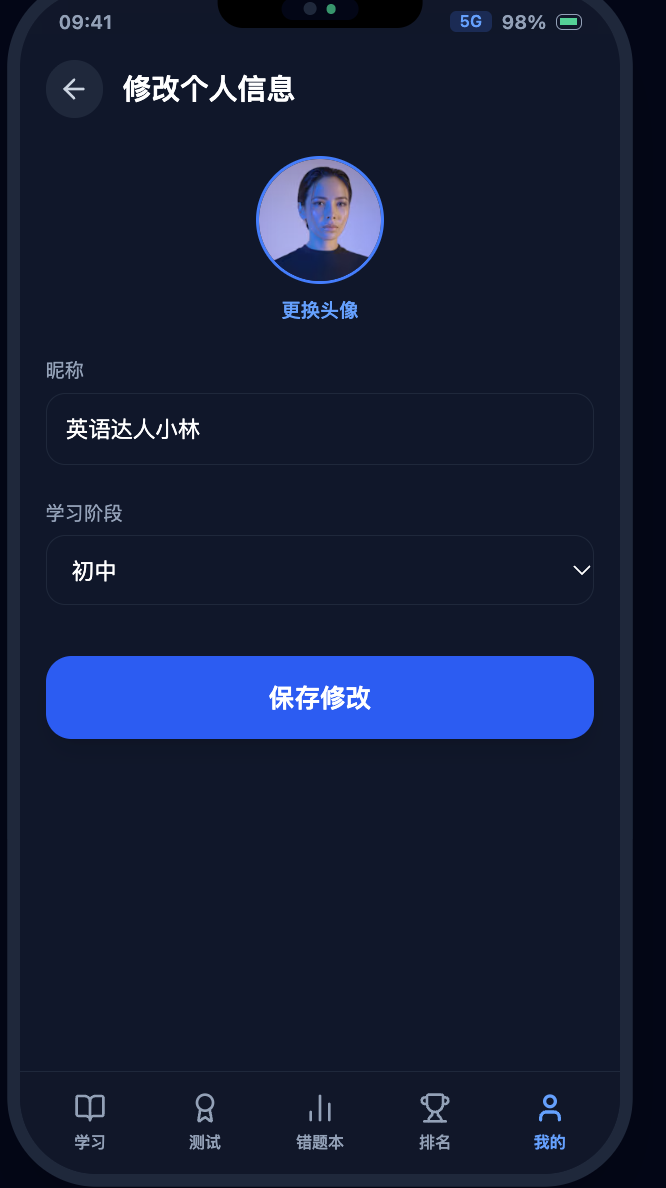 09:41
5G 98%
修改个人信息
更换头像
昵称
英语达人小林
学习阶段
初中
保存修改
学习 测试 错题本 排名 我的